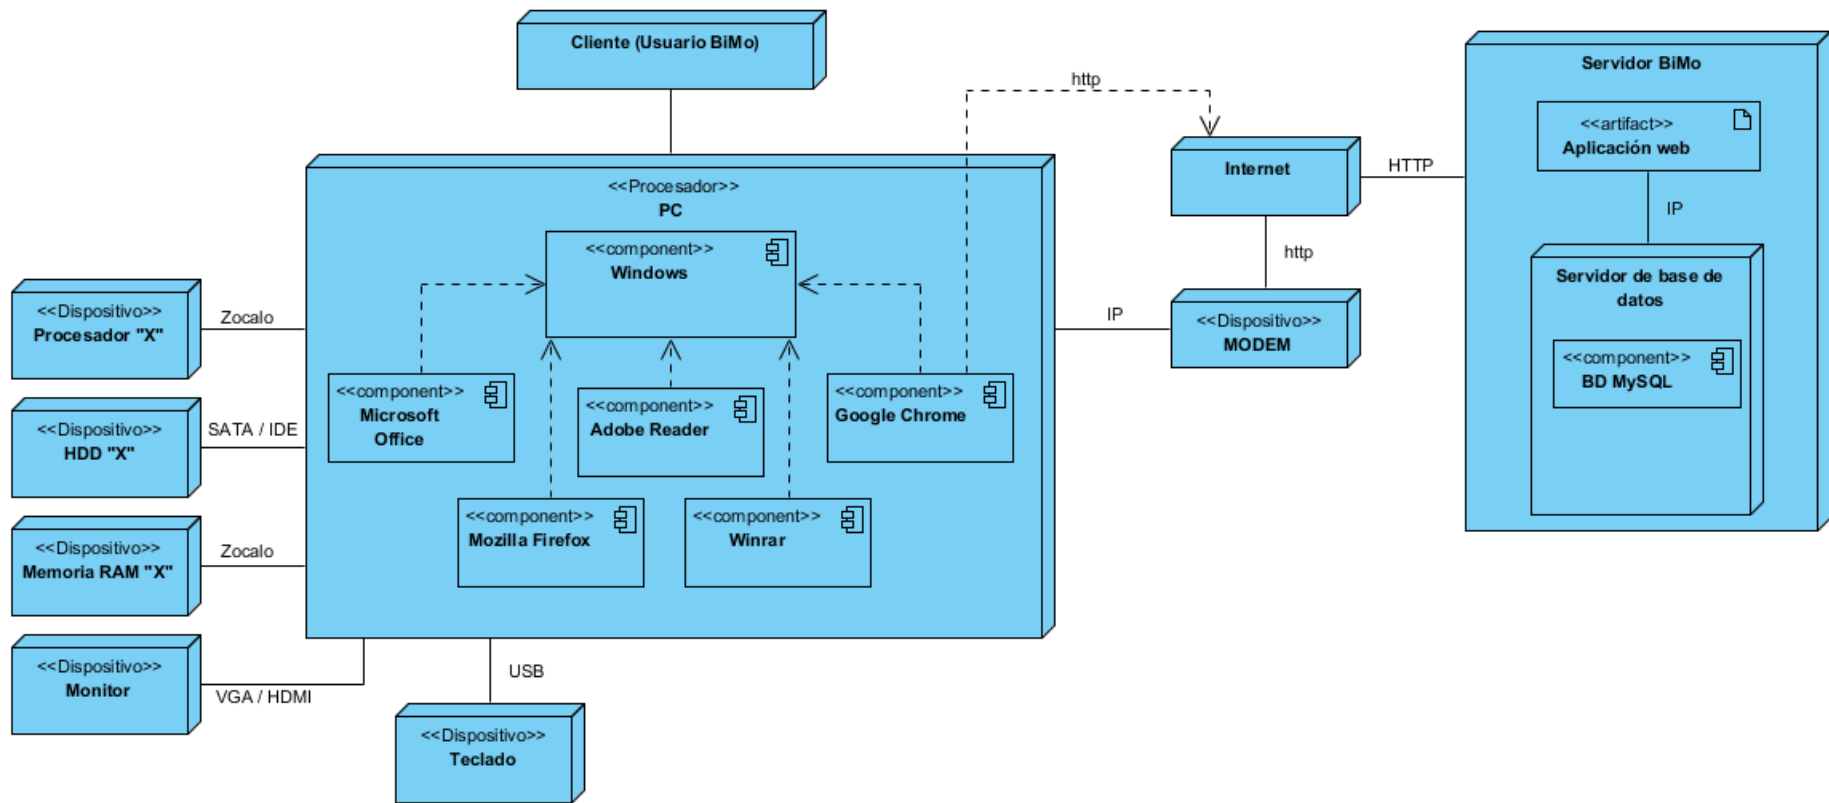 Cliente (Usuario BiMo)
http
Servidor BiMo
<<artifact>>
Aplicación web
IP
Servidor de base de
datos
<<component>>
BD MySQL
Internet
HTTP
http
<<Dispositivo>>
MODEM
IP
<<Procesador>>
PC
<<component>>
Windows
<<component>>
Microsoft
Office
<<component>>
Adobe Reader
<<component>>
Google Chrome
<<component>>
Mozilla Firefox
<<component>>
Winrar
<<Dispositivo>>
Procesador "X"
Zocalo
<<Dispositivo>>
HDD "X"
SATA / IDE
<<Dispositivo>>
Memoria RAM "X"
Zocalo
<<Dispositivo>>
Monitor
VGA / HDMI
USB
<<Dispositivo>>
Teclado